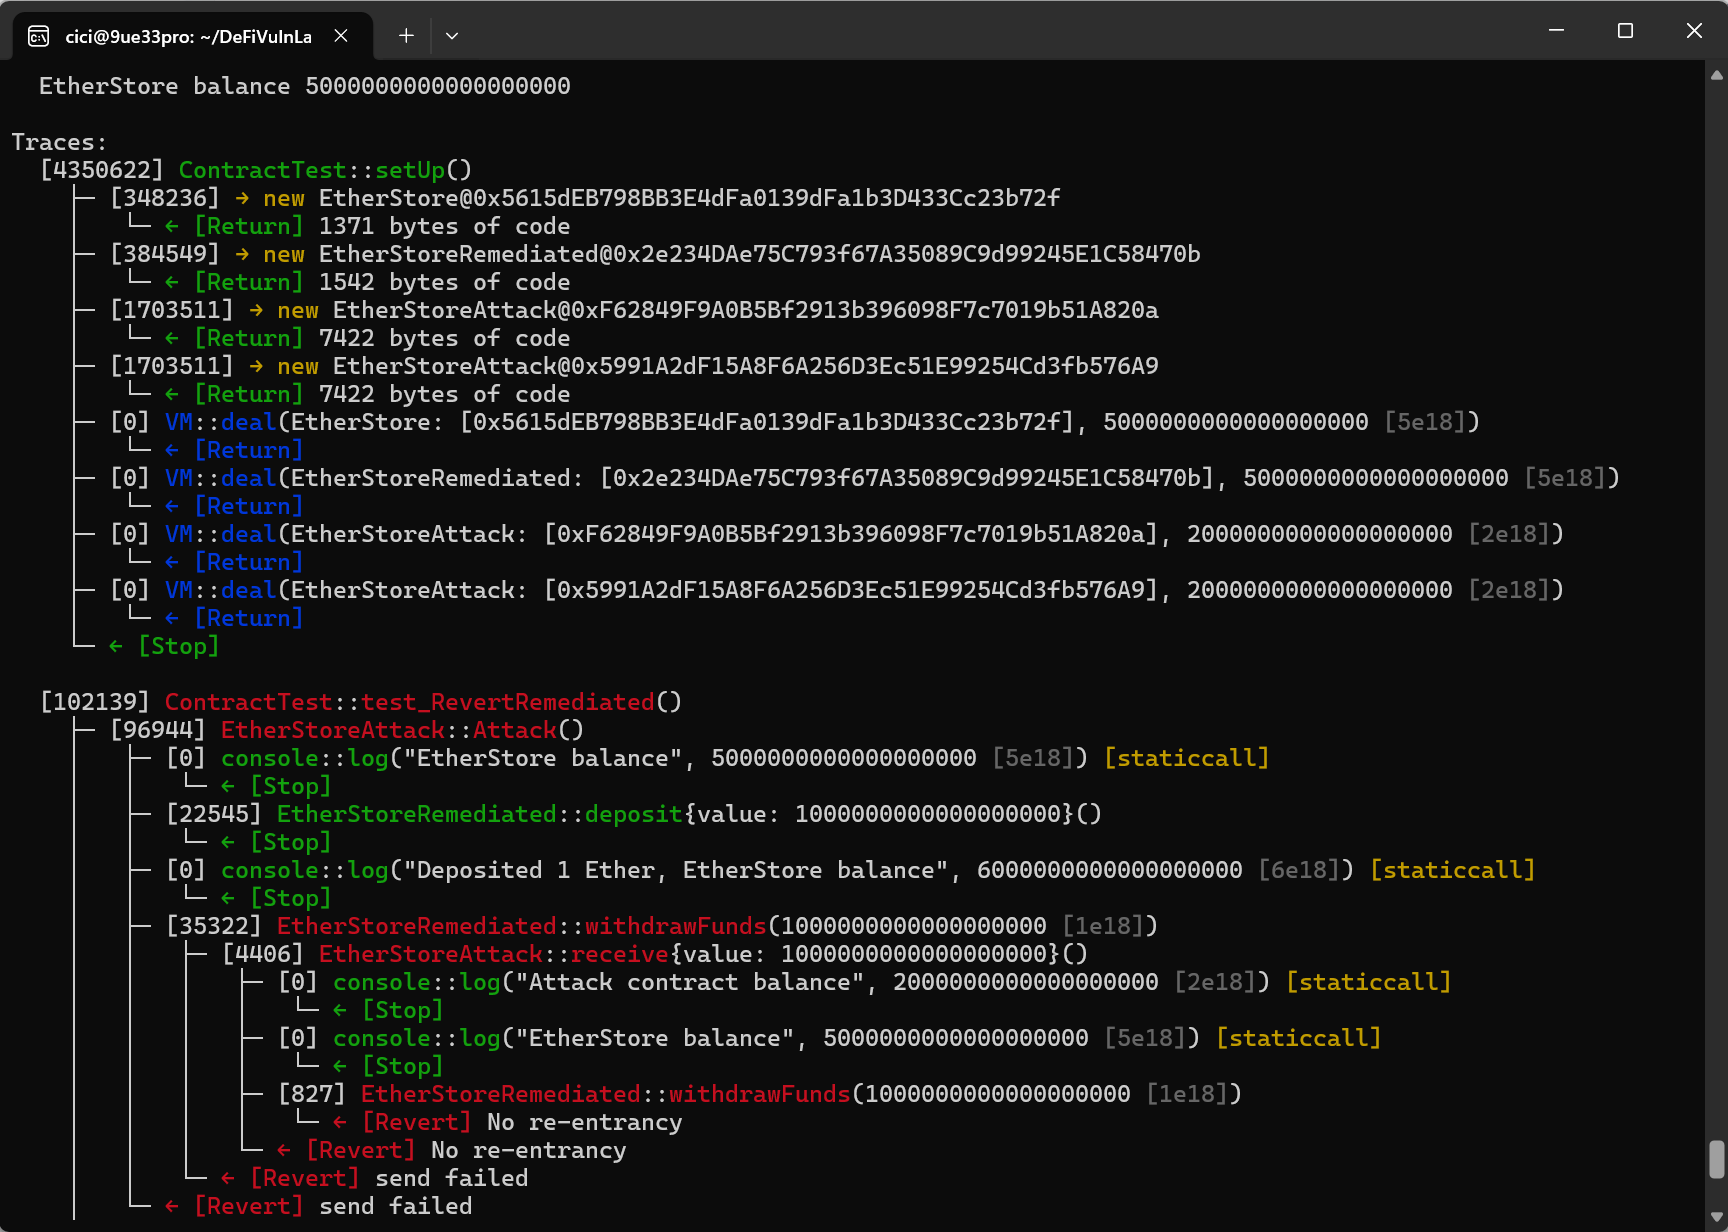 cici@9ue33pro: ~/DeFiVulnLa
EtherStore balance 5000000000000000000
Traces:
[4350622] ContractTest::setUp()
├─ [348236] → new EtherStore@0x5615dEB798BB3E4dFa0139dFa1b3D433Cc23b72f
│ └─ ← [Return] 1371 bytes of code
├─ [384549] → new EtherStoreRemediated@0x2e234DAe75C793f67A35089C9d99245E1C58470b
│ └─ ← [Return] 1542 bytes of code
├─ [1703511] → new EtherStoreAttack@0xF62849F9A0B5Bf2913b396098F7c7019b51A820a
│ └─ ← [Return] 7422 bytes of code
├─ [1703511] → new EtherStoreAttack@0x5991A2dF15A8F6A256D3Ec51E99254Cd3fb576A9
│ └─ ← [Return] 7422 bytes of code
├─ [0] VM::deal(EtherStore: [0x5615dEB798BB3E4dFa0139dFa1b3D433Cc23b72f], 5000000000000000000 [5e18])
│ └─ ← [Return]
├─ [0] VM::deal(EtherStoreRemediated: [0x2e234DAe75C793f67A35089C9d99245E1C58470b], 5000000000000000000 [5e18])
│ └─ ← [Return]
├─ [0] VM::deal(EtherStoreAttack: [0xF62849F9A0B5Bf2913b396098F7c7019b51A820a], 2000000000000000000 [2e18])
│ └─ ← [Return]
├─ [0] VM::deal(EtherStoreAttack: [0x5991A2dF15A8F6A256D3Ec51E99254Cd3fb576A9], 2000000000000000000 [2e18])
│ └─ ← [Return]
└─ ← [Stop]
[102139] ContractTest::test_RevertRemediated()
├─ [96944] EtherStoreAttack::Attack()
│ ├─ [0] console::log("EtherStore balance", 5000000000000000000 [5e18]) [staticcall]
│ │ └─ ← [Stop]
│ ├─ [22545] EtherStoreRemediated::deposit{value: 1000000000000000000}()
│ │ └─ ← [Stop]
│ ├─ [0] console::log("Deposited 1 Ether, EtherStore balance", 6000000000000000000 [6e18]) [staticcall]
│ │ └─ ← [Stop]
│ ├─ [35322] EtherStoreRemediated::withdrawFunds(1000000000000000000 [1e18])
│ │ ├─ [4406] EtherStoreAttack::receive{value: 1000000000000000000}()
│ │ │ ├─ [0] console::log("Attack contract balance", 2000000000000000000 [2e18]) [staticcall]
│ │ │ │ └─ ← [Stop]
│ │ │ ├─ [0] console::log("EtherStore balance", 5000000000000000000 [5e18]) [staticcall]
│ │ │ │ └─ ← [Stop]
│ │ │ ├─ [827] EtherStoreRemediated::withdrawFunds(1000000000000000000 [1e18])
│ │ │ │ └─ ← [Revert] No re-entrancy
│ │ │ └─ ← [Revert] No re-entrancy
│ │ └─ ← [Revert] send failed
│ └─ ← [Revert] send failed